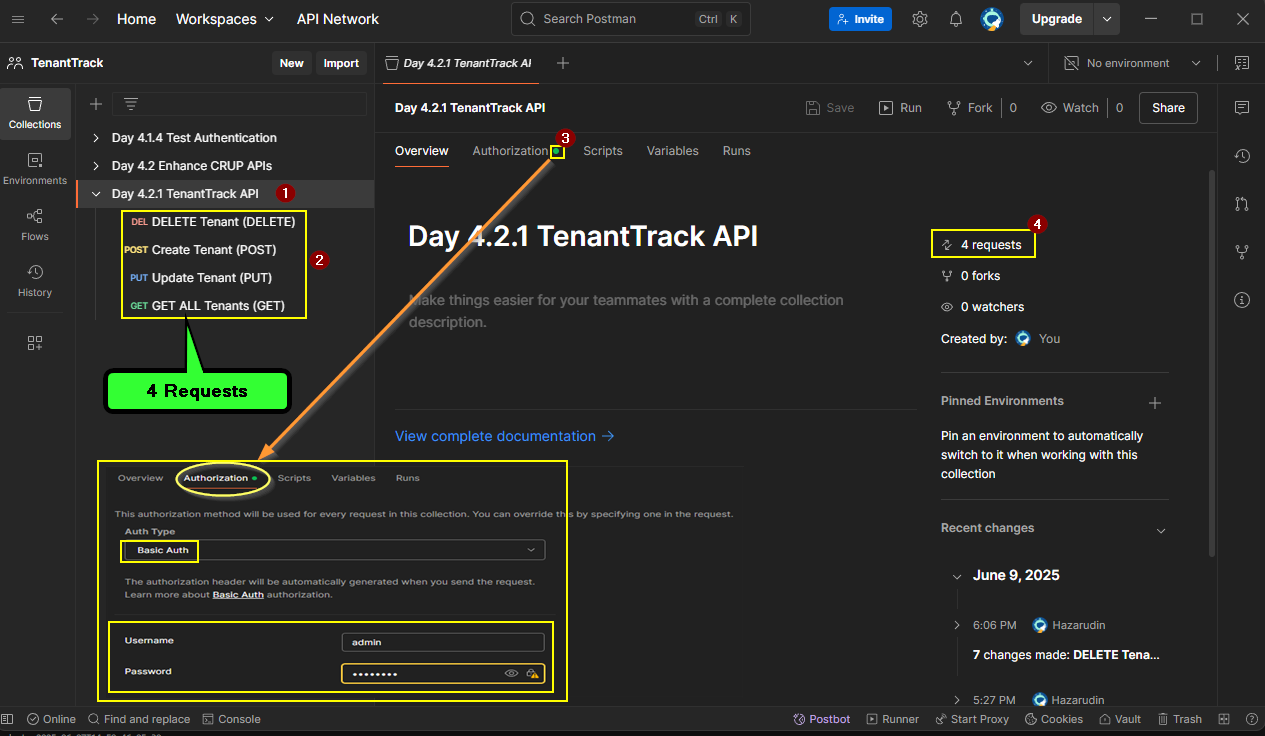 Home Workspaces API Network Search Postman Ctrl K Invite Upgrade
TenantTrack New Import Day 4.2.1 TenantTrack AI No environment
Collections
Environments
Flows
History
Day 4.1.4 Test Authentication
Day 4.2 Enhance CRUP APIs
Day 4.2.1 TenantTrack API 1
DEL DELETE Tenant (DELETE)
POST Create Tenant (POST)
2
PUT Update Tenant (PUT)
GET GET ALL Tenants (GET)
4 Requests
Day 4.2.1 TenantTrack API Save Run Fork 0 Watch 0 Share
3
Overview Authorization Scripts Variables Runs
Day 4.2.1 TenantTrack API
Make things easier for your teammates with a complete collection
description.
View complete documentation →
4
4 requests
0 forks
0 watchers
Created by: You
Pinned Environments
Pin an environment to automatically
switch to it when working with this
collection
Recent changes
June 9, 2025
6:06 PM Hazarudin
7 changes made: DELETE Tena...
5:27 PM Hazarudin
Overview Authorization Scripts Variables Runs
This authorization method will be used for every request in this collection. You can override this by specifying one in the request.
Auth Type
Basic Auth
The authorization header will be automatically generated when you send the request.
Learn more about Basic Auth authorization.
Username admin
Password ••••••••
Online Find and replace Console Postbot Runner Start Proxy Cookies Vault Trash